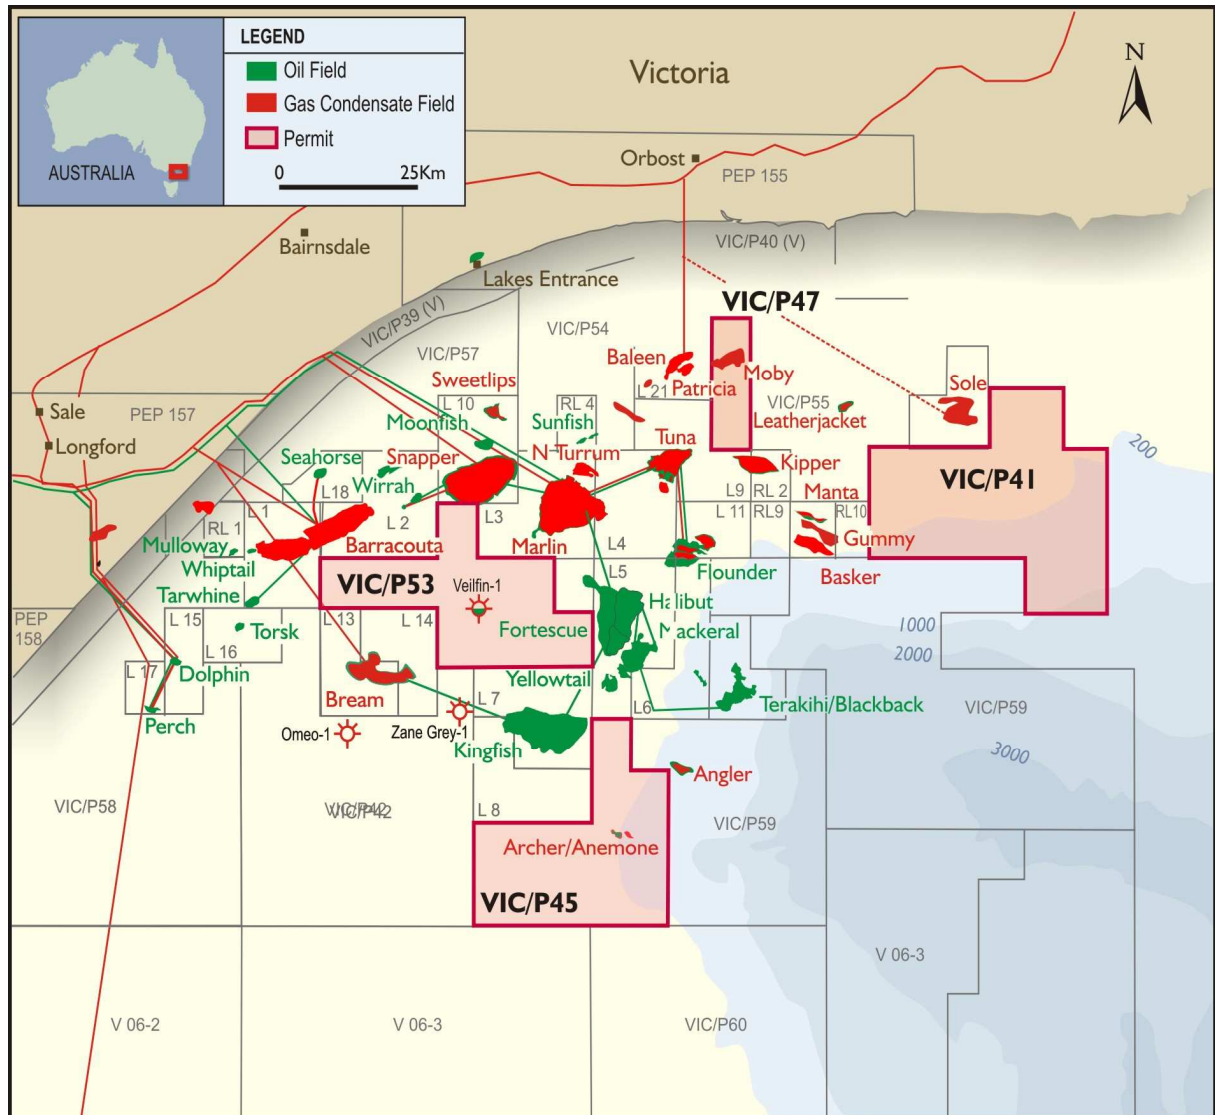 LEGEND
Oil Field
Gas Condensate Field
Permit
0 25Km
AUSTRALIA
Victoria
N
Orbost
PEP 155
Bairnsdale
VIC/P40 (V)
Lakes Entrance
VIC/P39 (V)
VIC/P47
VIC/P54
VIC/P57
Baleen
Moby
Sweetlips
Patricia
L 21
Sole
PEP 157
Sale
L 10
RL 4
VIC/P55
Moonfish
Sunfish
Leatherjacket
Longford
Tuna
200
Seahorse
Snapper
N Turrum
Kipper
VIC/P41
Wirrah
L18
L9
RL 2
Manta
L 1
L 2
L3
L 11
RL9
RL10
RL 1
Mulloway
Barracouta
Marlin
L4
Gummy
Whiptail
L5
Flounder
Basker
VIC/P53
Veilfin-1
Tarwhine
Halibut
PEP
158
L 15
L 13
L 14
Fortescue
Mackeral
1000
Torsk
L 16
2000
L 17
Dolphin
Yellowtail
Bream
L 7
L6
Terakihi/Blackback
VIC/P59
Perch
Omeo-1
Zane Grey-1
Kingfish
3000
Angler
VIC/P58
VIC/P42
VIC/P42
L 8
VIC/P59
Archer/Anemone
VIC/P45
V 06-3
V 06-2
V 06-3
VIC/P60